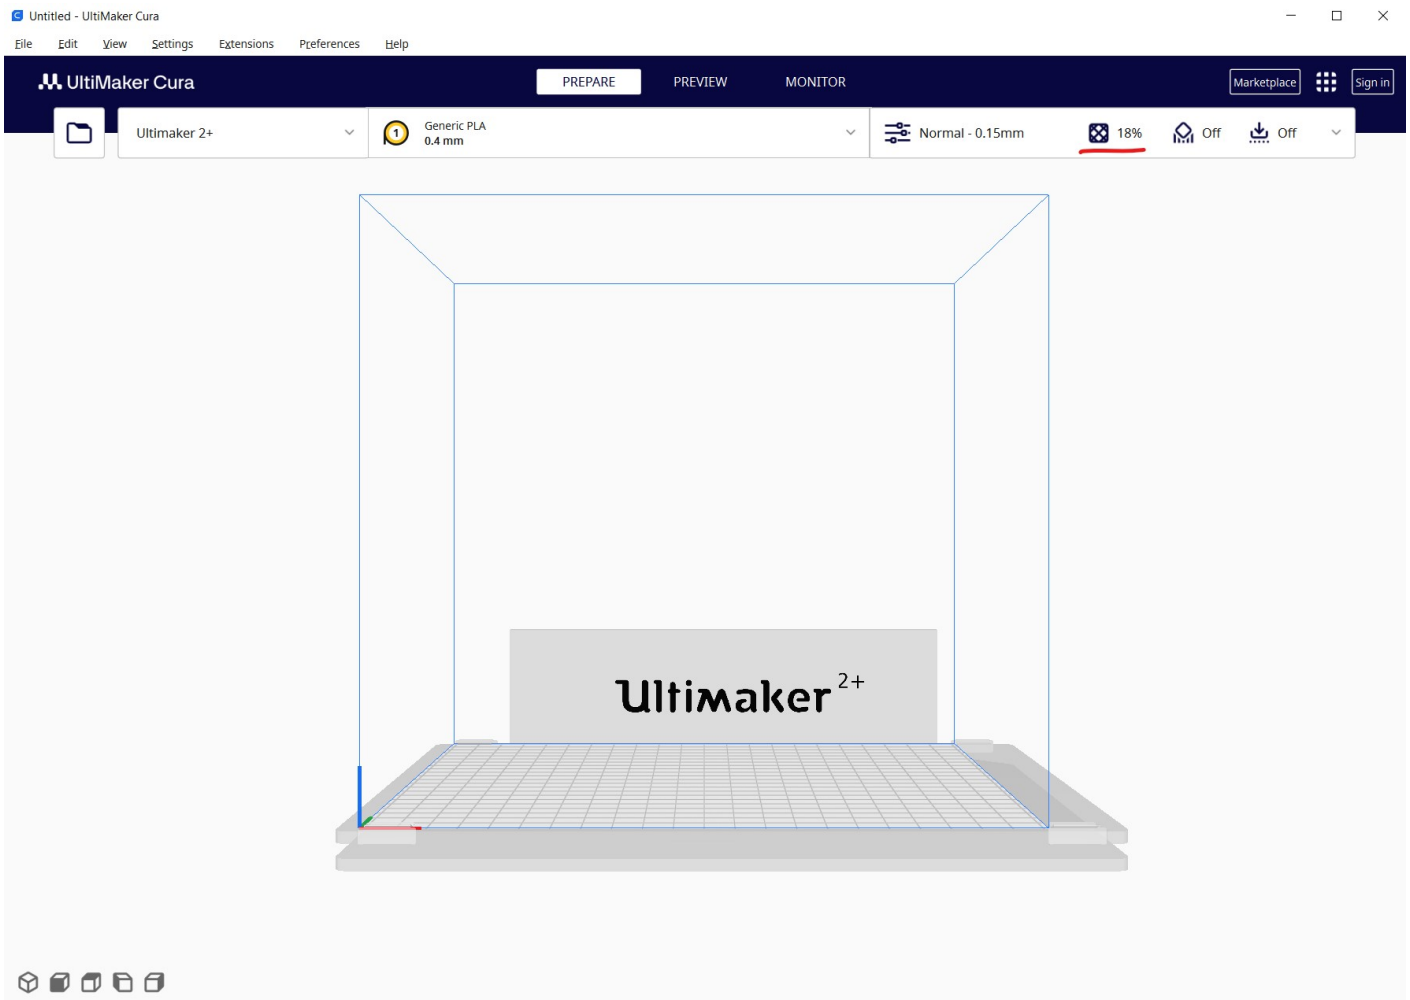 Untitled - UltiMaker Cura
File Edit View Settings Extensions Preferences Help
UltiMaker Cura PREPARE PREVIEW MONITOR Marketplace Sign in
Ultimaker 2+ 1 Generic PLA
0.4 mm
Normal - 0.15mm 18% Off Off
Ultimaker 2+